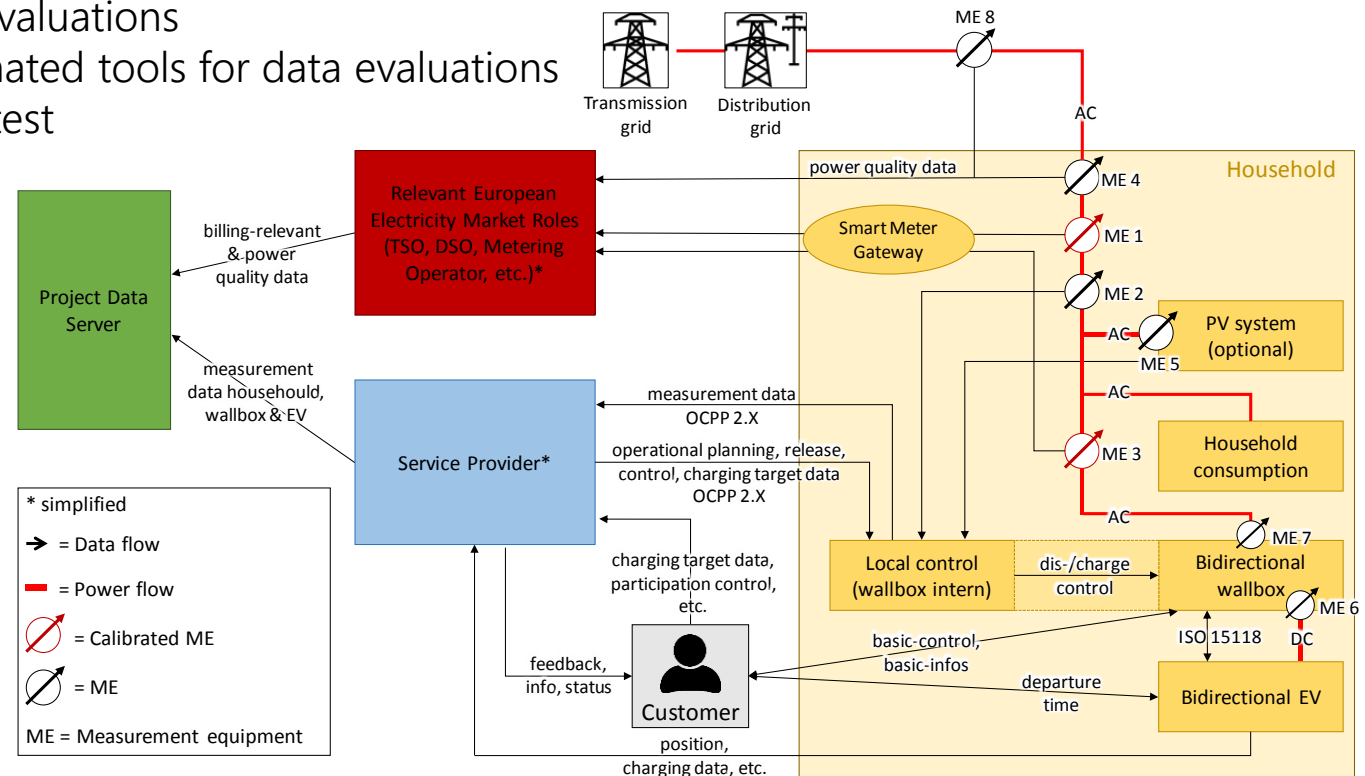 valuations
nated tools for data evaluations
test
ME 8
Transmission
grid
Distribution
grid
AC
Household
power quality data
ME 4
Relevant European
Electricity Market Roles
(TSO, DSO, Metering
Operator, etc.)*
Smart Meter
Gateway
ME 1
billing-relevant
& power
quality data
Project Data
Server
ME 2
PV system
(optional)
AC
ME 5
measurement
data househould,
wallbox & EV
measurement data
OCPP 2.X
AC
Household
consumption
Service Provider*
operational planning, release,
control, charging target data
OCPP 2.X
ME 3
* simplified
= Data flow
= Power flow
= Calibrated ME
= ME
ME = Measurement equipment
AC
ME 7
charging target data,
participation control,
etc.
Local control
(wallbox intern)
dis-/charge
control
Bidirectional
wallbox
ME 6
ISO 15118
DC
basic-control,
basic-infos
feedback,
info, status
Customer
departure
time
Bidirectional EV
position,
charging data, etc.